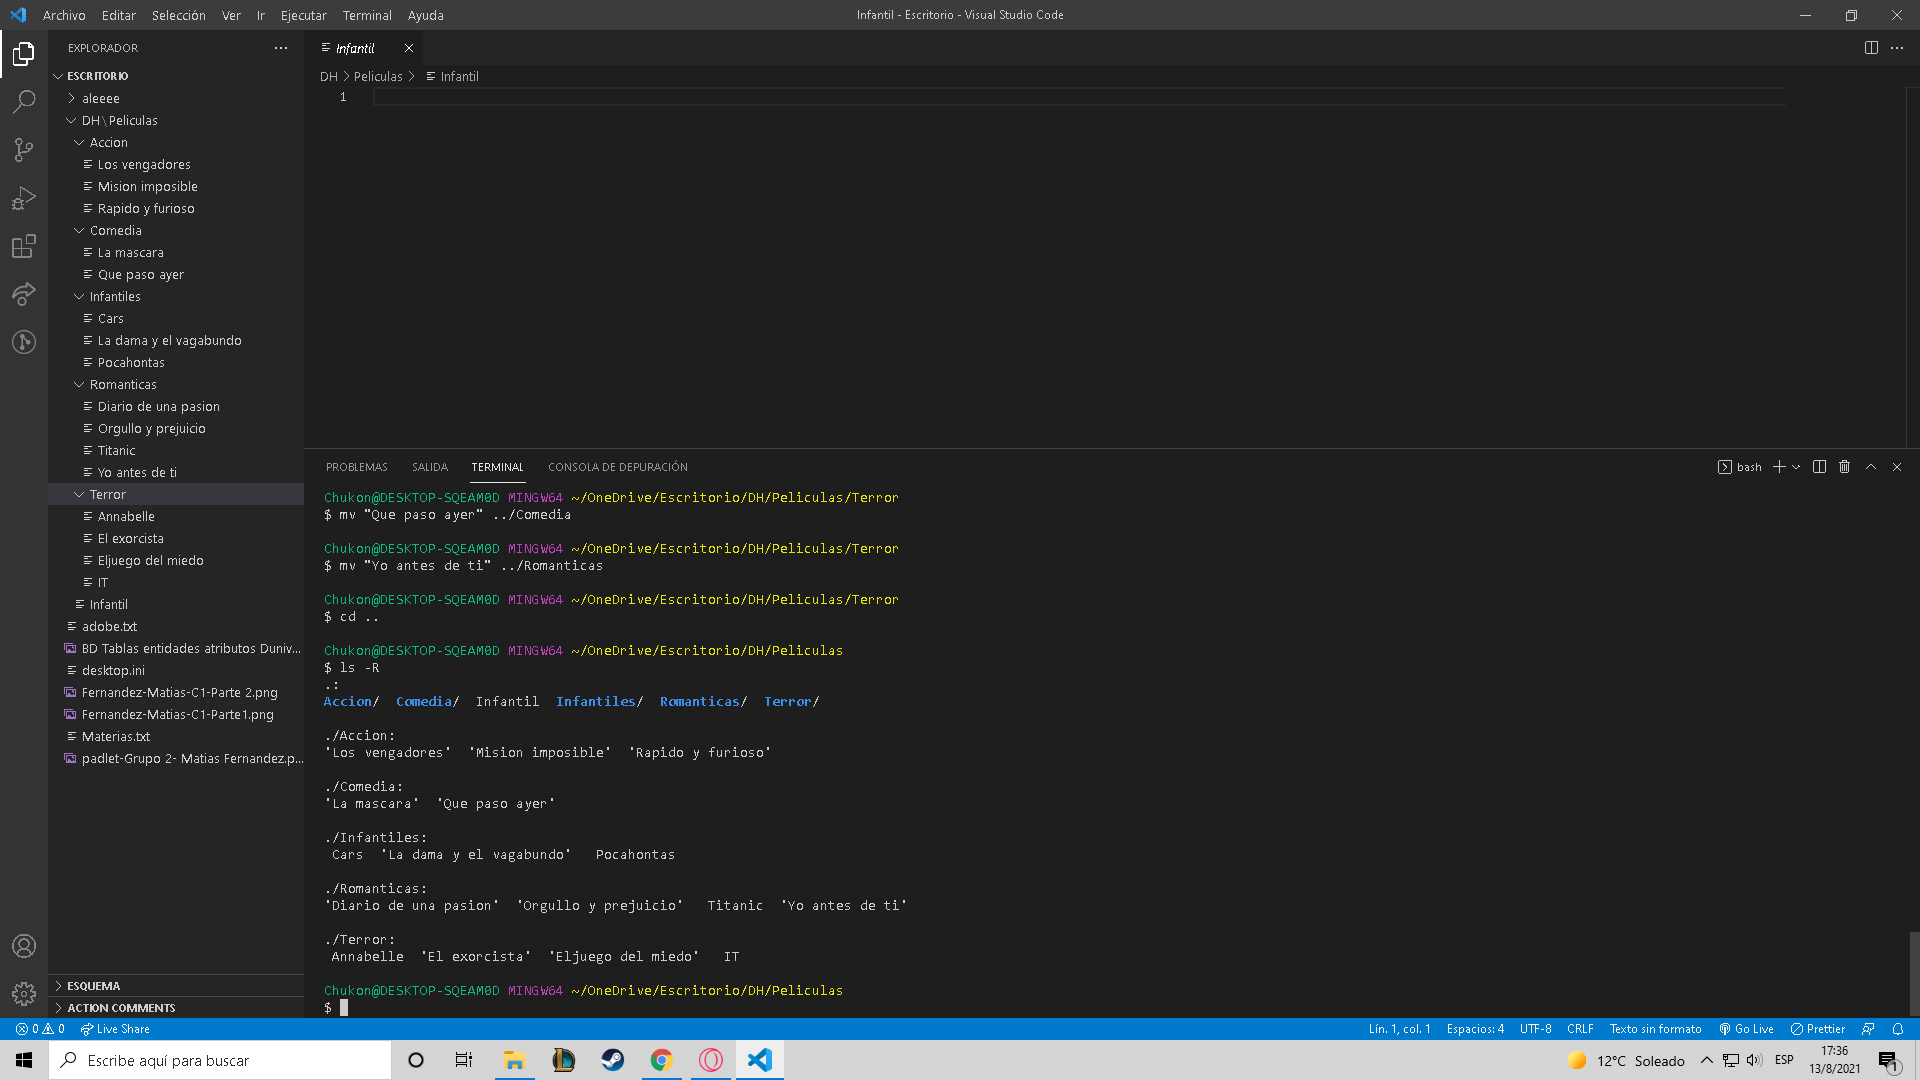 Archivo Editar Selección Ver Ir Ejecutar Terminal Ayuda
Infantil - Escritorio - Visual Studio Code
EXPLORADOR
ESCRITORIO
aleeee
DH\Peliculas
Accion
Los vengadores
Mision imposible
Rapido y furioso
Comedia
La mascara
Que paso ayer
Infantiles
Cars
La dama y el vagabundo
Pocahontas
Romanticas
Diario de una pasion
Orgullo y prejuicio
Titanic
Yo antes de ti
Terror
Annabelle
El exorcista
Eljuego del miedo
IT
Infantil
adobe.txt
BD Tablas entidades atributos Duniv...
desktop.ini
Fernandez-Matias-C1-Parte 2.png
Fernandez-Matias-C1-Parte1.png
Materias.txt
padlet-Grupo 2- Matias Fernandez.p...
ESQUEMA
ACTION COMMENTS
Infantil
DH > Peliculas > Infantil
1
PROBLEMAS SALIDA TERMINAL CONSOLA DE DEPURACIÓN
bash
Chukon@DESKTOP-SQEAM0D MINGW64 ~/OneDrive/Escritorio/DH/Peliculas/Terror
$ mv "Que paso ayer" ../Comedia
Chukon@DESKTOP-SQEAM0D MINGW64 ~/OneDrive/Escritorio/DH/Peliculas/Terror
$ mv "Yo antes de ti" ../Romanticas
Chukon@DESKTOP-SQEAM0D MINGW64 ~/OneDrive/Escritorio/DH/Peliculas/Terror
$ cd ..
Chukon@DESKTOP-SQEAM0D MINGW64 ~/OneDrive/Escritorio/DH/Peliculas
$ ls -R
.:
Accion/ Comedia/ Infantil Infantiles/ Romanticas/ Terror/
./Accion:
'Los vengadores' 'Mision imposible' 'Rapido y furioso'
./Comedia:
'La mascara' 'Que paso ayer'
./Infantiles:
Cars 'La dama y el vagabundo' Pocahontas
./Romanticas:
'Diario de una pasion' 'Orgullo y prejuicio' Titanic 'Yo antes de ti'
./Terror:
Annabelle 'El exorcista' 'Eljuego del miedo' IT
Chukon@DESKTOP-SQEAM0D MINGW64 ~/OneDrive/Escritorio/DH/Peliculas
$
0 0 Live Share
Lín. 1, col. 1 Espacios: 4 UTF-8 CRLF Texto sin formato Go Live Prettier
Escribe aquí para buscar
12°C Soleado
ESP
17:36
13/8/2021
1